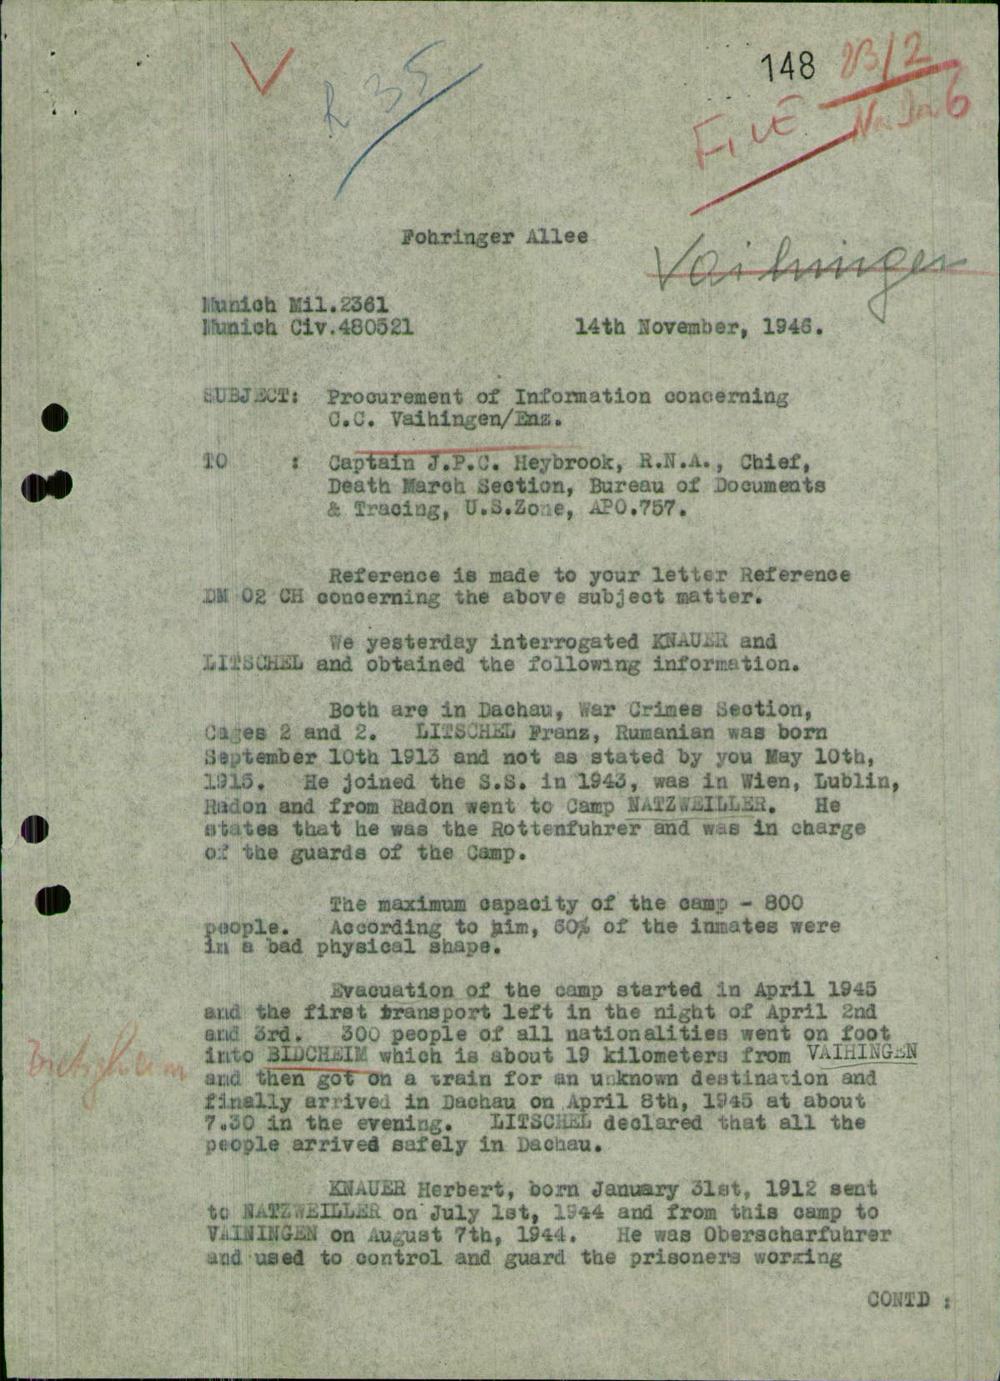 148 23/2
R 35
FILE
6
Fohringer Allee
Vaihingen
Munich Mil.2361
Munich Civ.480521 14th November, 1946.
SUBJECT: Procurement of Information concerning
C.C. Vaihingen/Enz.
TO : Captain J.P.C. Heybrook, R.N.A., Chief,
Death March Section, Bureau of Documents
& Tracing, U.S.Zone, APO.757.
Reference is made to your letter Reference
DM 02 CH concerning the above subject matter.
We yesterday interrogated KNAUER and
LITSCHEL and obtained the following information.
Both are in Dachau, War Crimes Section,
Cages 2 and 2. LITSCHEL Franz, Rumanian was born
September 10th 1913 and not as stated by you May 10th,
1915. He joined the S.S. in 1943, was in Wien, Lublin,
Radon and from Radon went to Camp NATZWEILLER. He
states that he was the Rottenfuhrer and was in charge
of the guards of the Camp.
The maximum capacity of the camp - 800
people. According to him, 60% of the inmates were
in a bad physical shape.
Evacuation of the camp started in April 1945
and the first transport left in the night of April 2nd
and 3rd. 300 people of all nationalities went on foot
into BIDCHEIM which is about 19 kilometers from VAIHINGEN
and then got on a train for an unknown destination and
finally arrived in Dachau on April 8th, 1945 at about
7.30 in the evening. LITSCHEL declared that all the
people arrived safely in Dachau.
KNAUER Herbert, born January 31st, 1912 sent
to NATZWEILLER on July 1st, 1944 and from this camp to
VAININGEN on August 7th, 1944. He was Oberscharfuhrer
and used to control and guard the prisoners working
CONTD :